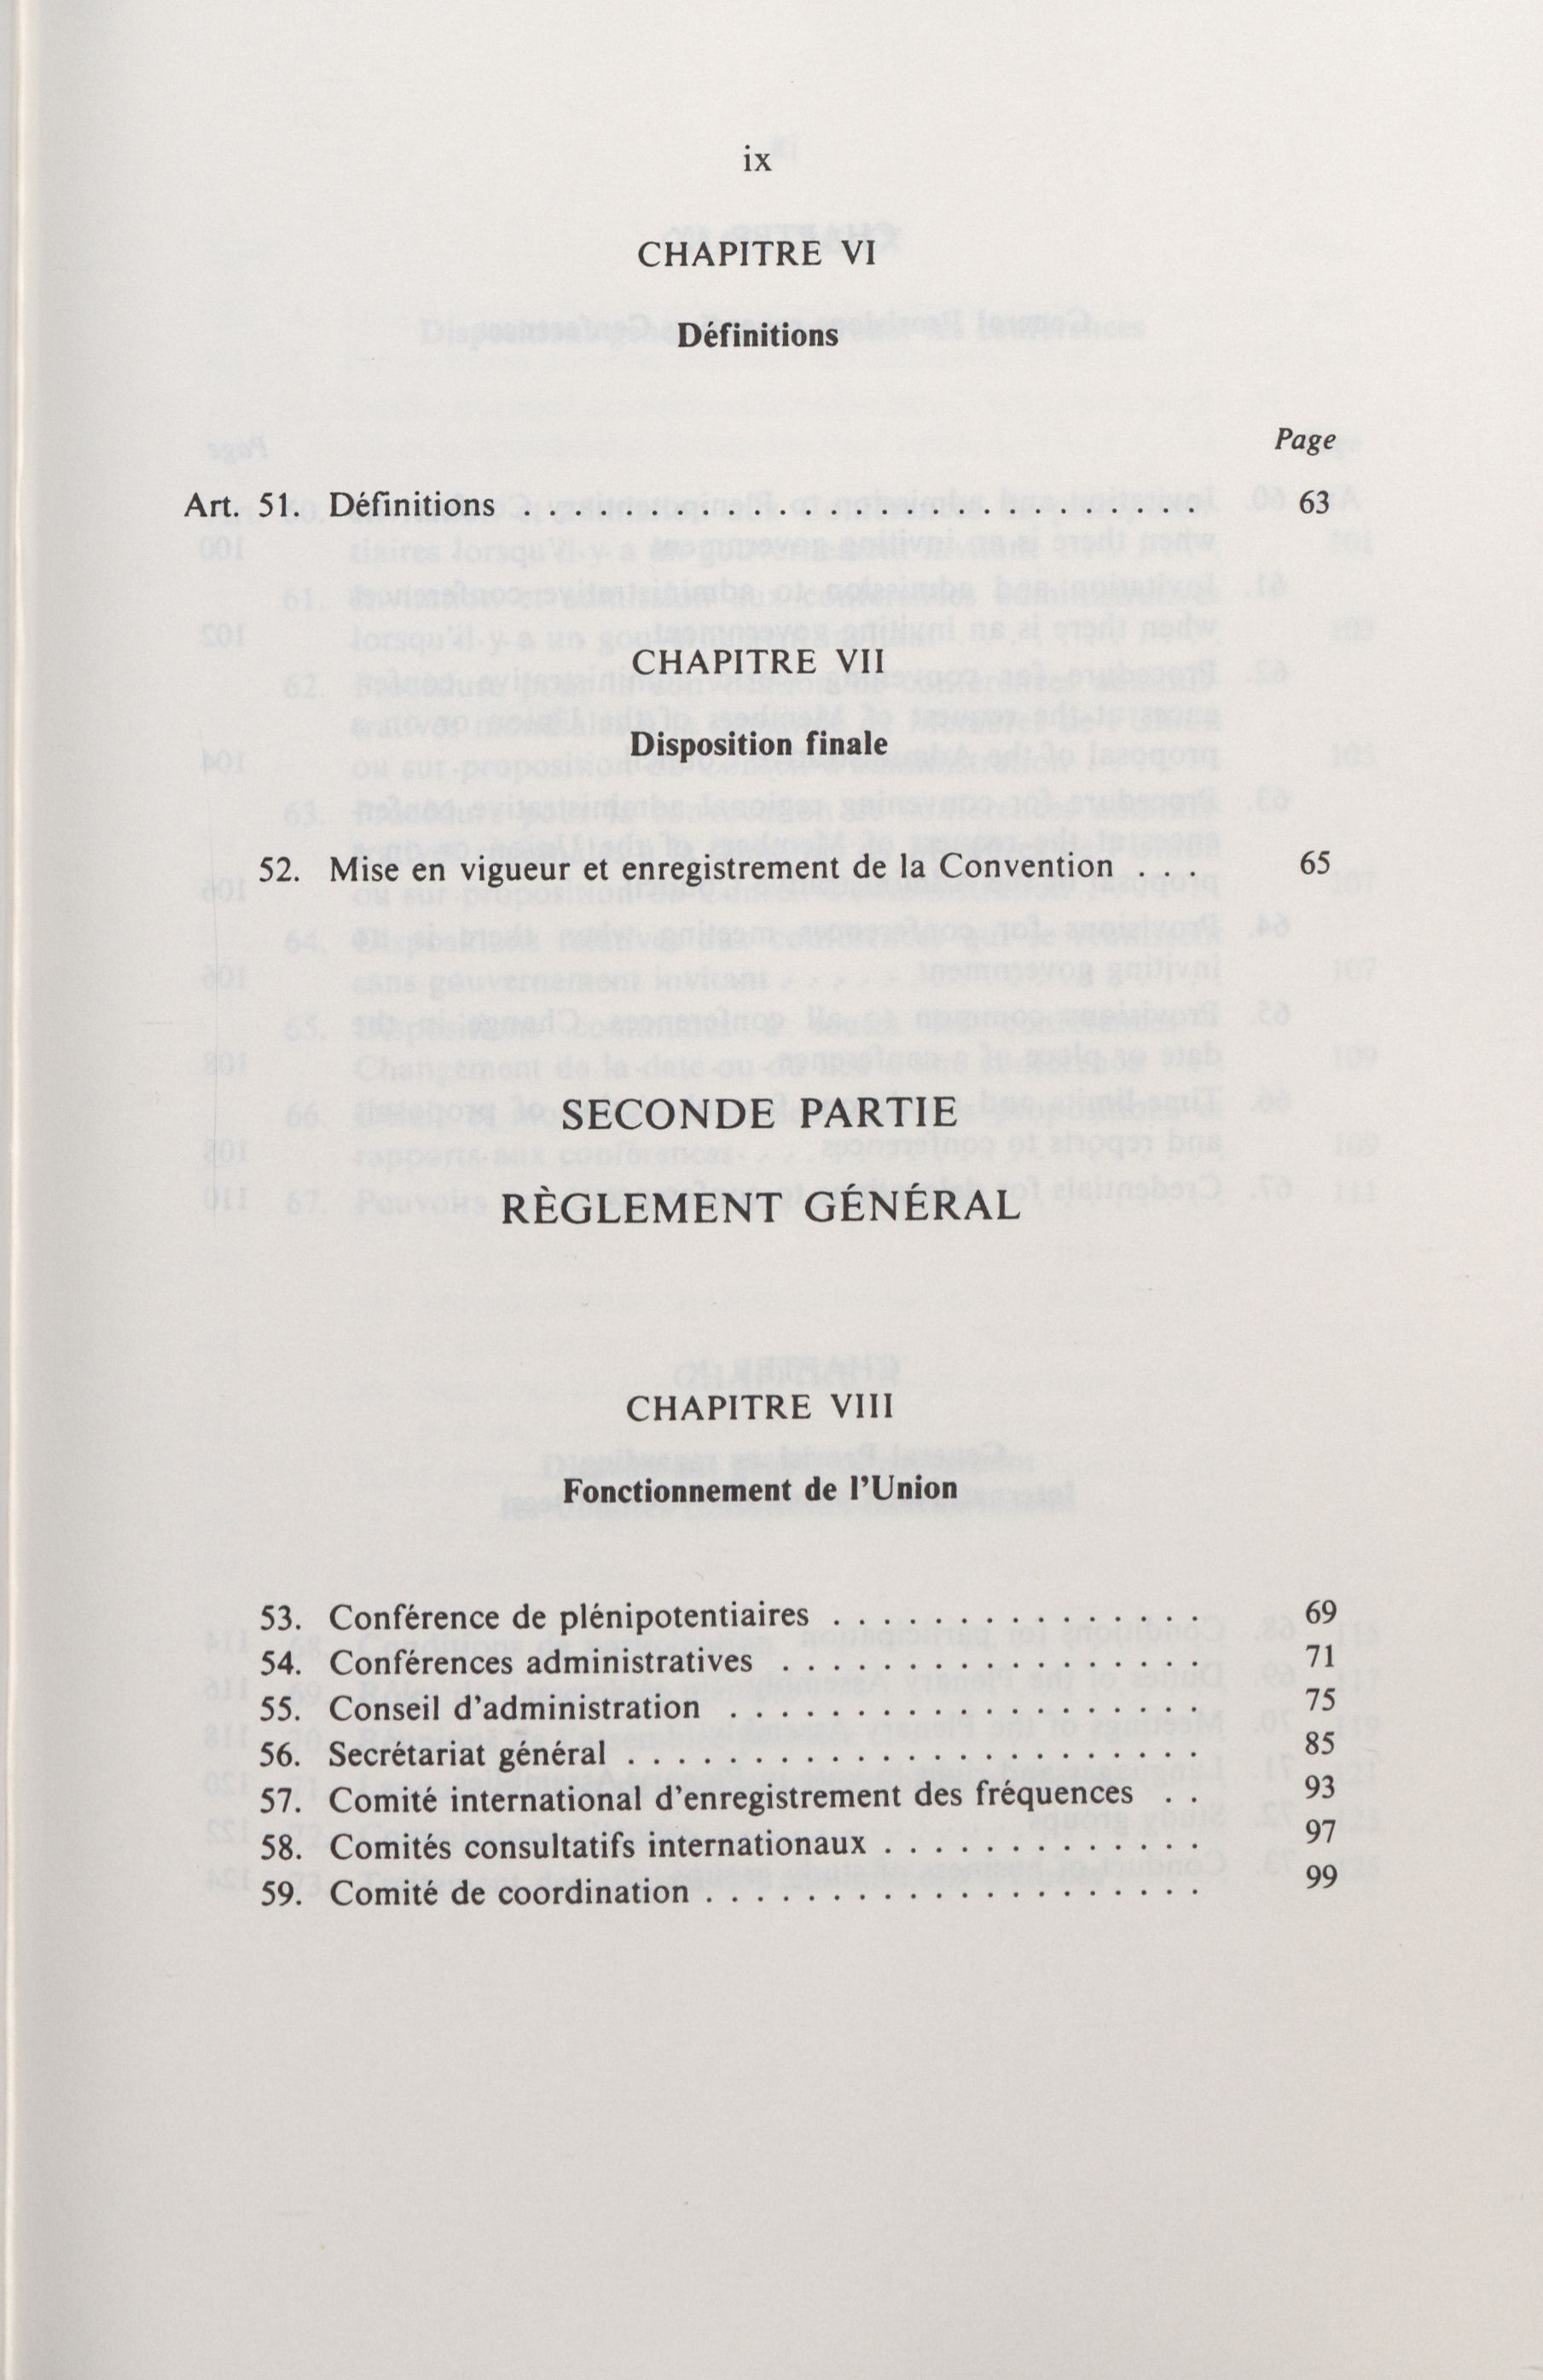 ix
CHAPITRE VI
Définitions
Page
Art. 51. Définitions . . . . . . . . . . . . . . . . . . . . . . . . . . . 63
CHAPITRE VII
Disposition finale
52. Mise en vigueur et enregistrement de la Convention . . . 65
SECONDE PARTIE
RÈGLEMENT GÉNÉRAL
CHAPITRE VIII
Fonctionnement de l'Union
53. Conférence de plénipotentiaires . . . . . . . . . . . . . . . 69
54. Conférences administratives . . . . . . . . . . . . . . . . . 71
55. Conseil d'administration . . . . . . . . . . . . . . . . . . . 75
56. Secrétariat général . . . . . . . . . . . . . . . . . . . . . . . 85
57. Comité international d'enregistrement des fréquences . . 93
58. Comités consultatifs internationaux . . . . . . . . . . . . . 97
59. Comité de coordination . . . . . . . . . . . . . . . . . . . . 99